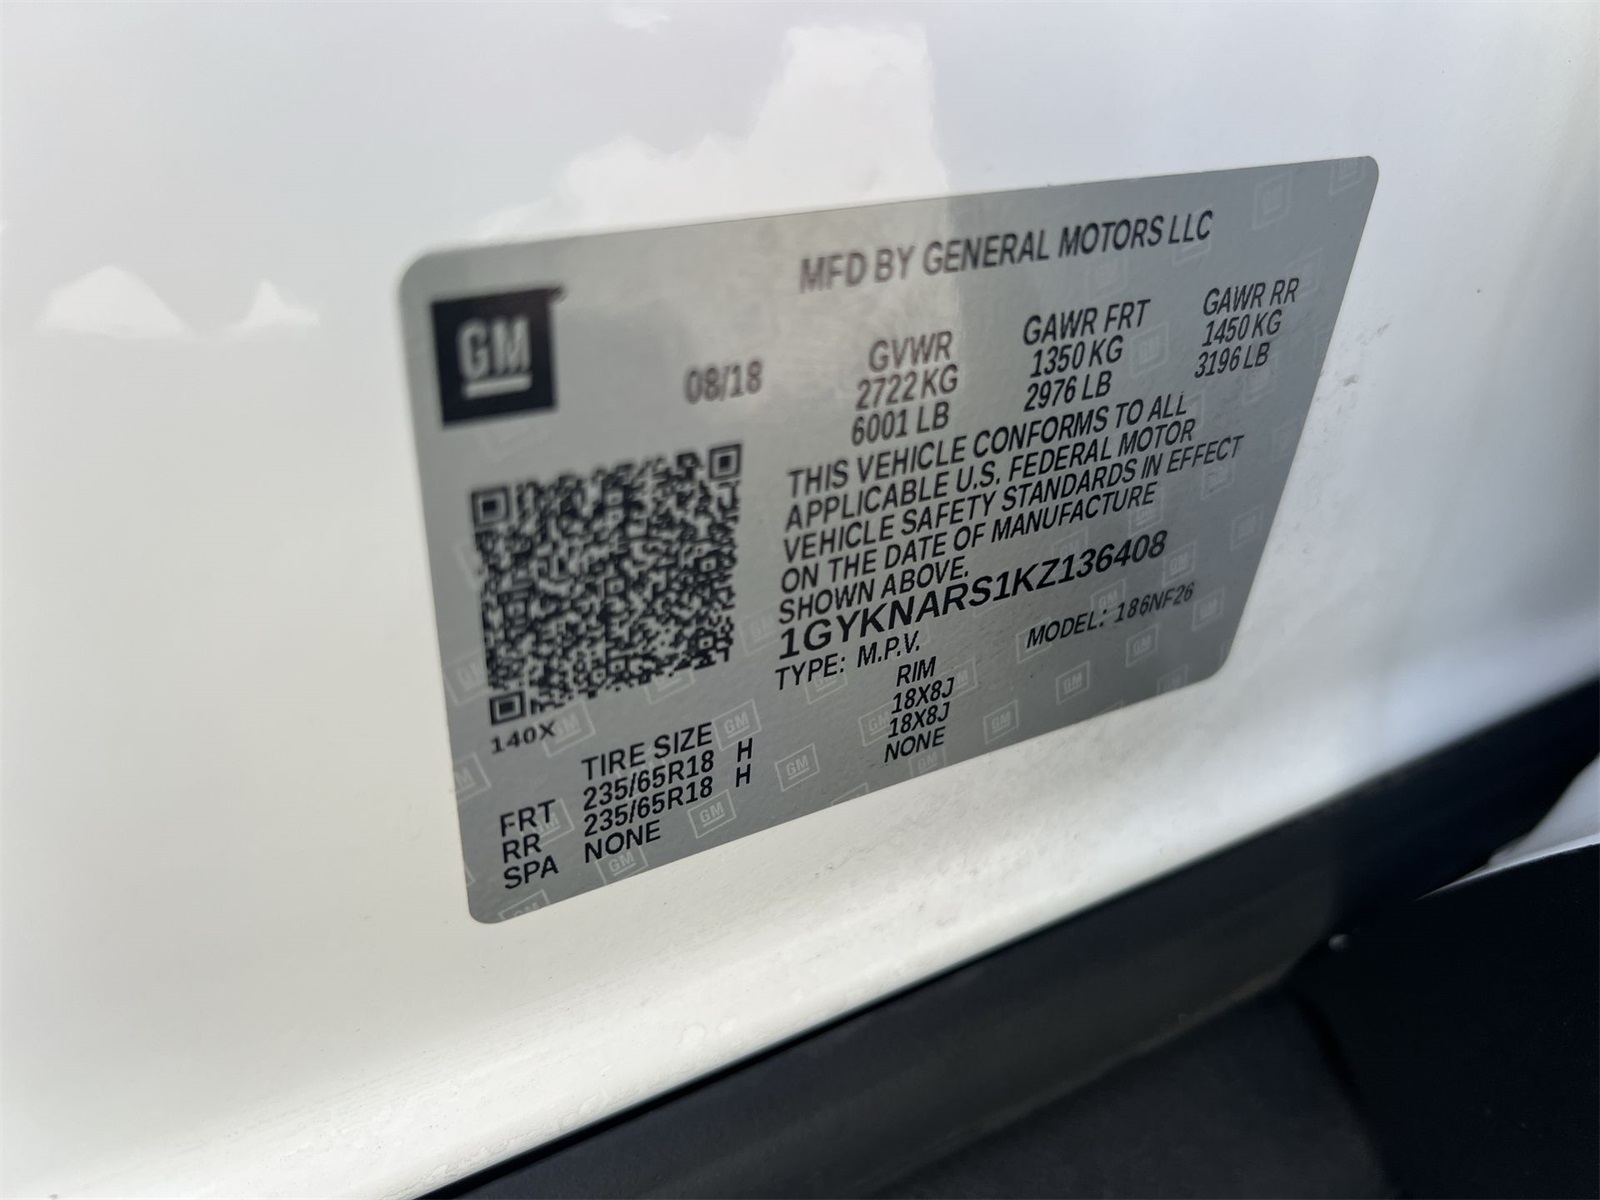 MFD BY GENERAL MOTORS LLC
GM
08/18
GVWR
2722 KG
6001 LB
GAWR FRT
1350 KG
2976 LB
GAWR RR
1450 KG
3196 LB
THIS VEHICLE CONFORMS TO ALL
APPLICABLE U.S. FEDERAL MOTOR
VEHICLE SAFETY STANDARDS IN EFFECT
ON THE DATE OF MANUFACTURE
SHOWN ABOVE.
1GYKNARS1KZ136408
TYPE: M.P.V. MODEL: 186NF26
140X
TIRE SIZE RIM
FRT 235/65R18 H 18X8J
RR 235/65R18 H 18X8J
SPA NONE NONE